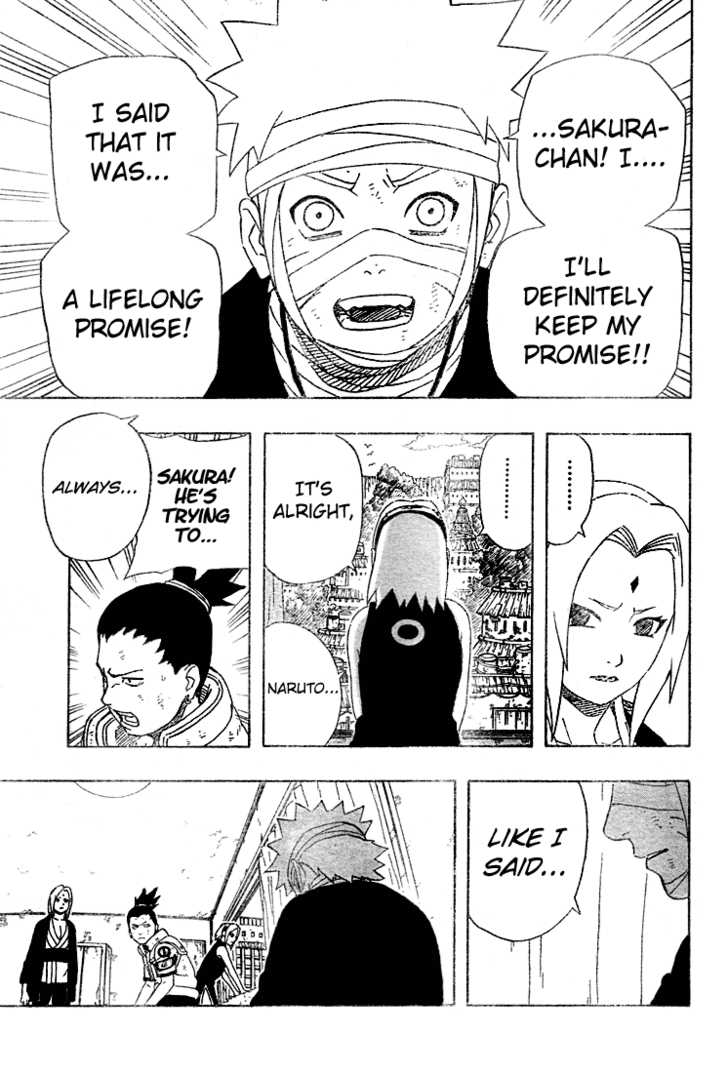 ...SAKURA-
CHAN! I....
I'LL
DEFINITELY
KEEP MY
PROMISE!!
I SAID
THAT IT
WAS...
A LIFELONG
PROMISE!
........
........
IT'S
ALRIGHT,
NARUTO...
SAKURA!
HE'S
TRYING
TO...
ALWAYS...
LIKE I
SAID...